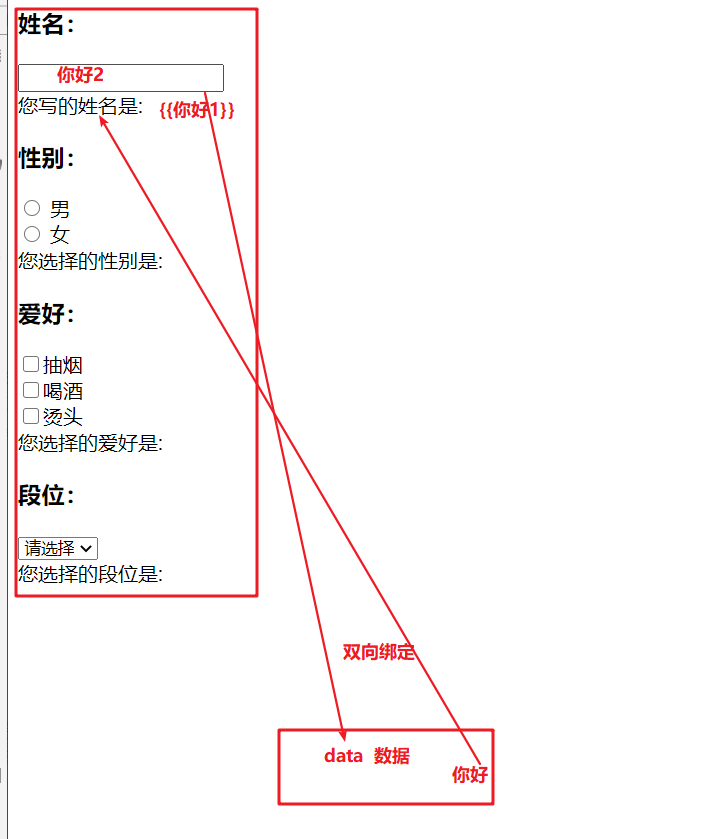 姓名：
你好2
您写的姓名是: {{你好1}}
性别：
男
女
您选择的性别是:
爱好：
抽烟
喝酒
烫头
您选择的爱好是:
段位：
请选择
您选择的段位是:
双向绑定
data 数据
你好